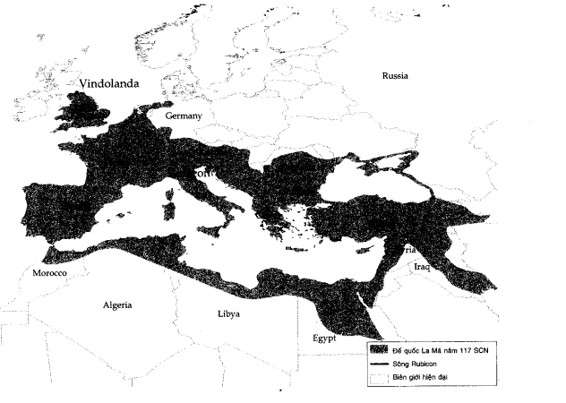 Russia
Vindolanda
Germany
Morocco
Iraq
Algeria
Libya
Egypt
Đế quốc La Mã năm 117 SCN
Sông Rubicon
Biên giới hiện đại